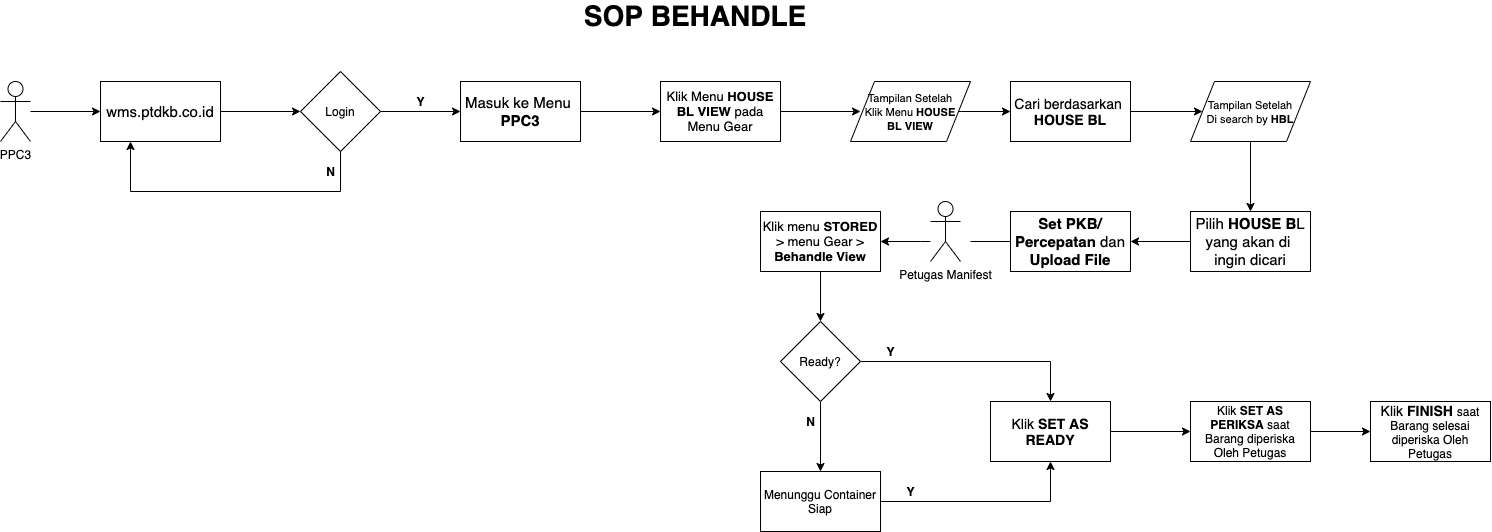 SOP BEHANDLE
PPC3
wms.ptdkb.co.id
Login
Y
N
Masuk ke Menu
PPC3
Klik Menu HOUSE
BL VIEW pada
Menu Gear
Tampilan Setelah
Klik Menu HOUSE
BL VIEW
Cari berdasarkan
HOUSE BL
Tampilan Setelah
Di search by HBL
Pilih HOUSE BL
yang akan di
ingin dicari
Set PKB/
Percepatan dan
Upload File
Petugas Manifest
Klik menu STORED
> menu Gear >
Behandle View
Ready?
Y
N
Menunggu Container
Siap
Y
Klik SET AS
READY
Klik SET AS
PERIKSA saat
Barang diperiska
Oleh Petugas
Klik FINISH saat
Barang selesai
diperiska Oleh
Petugas